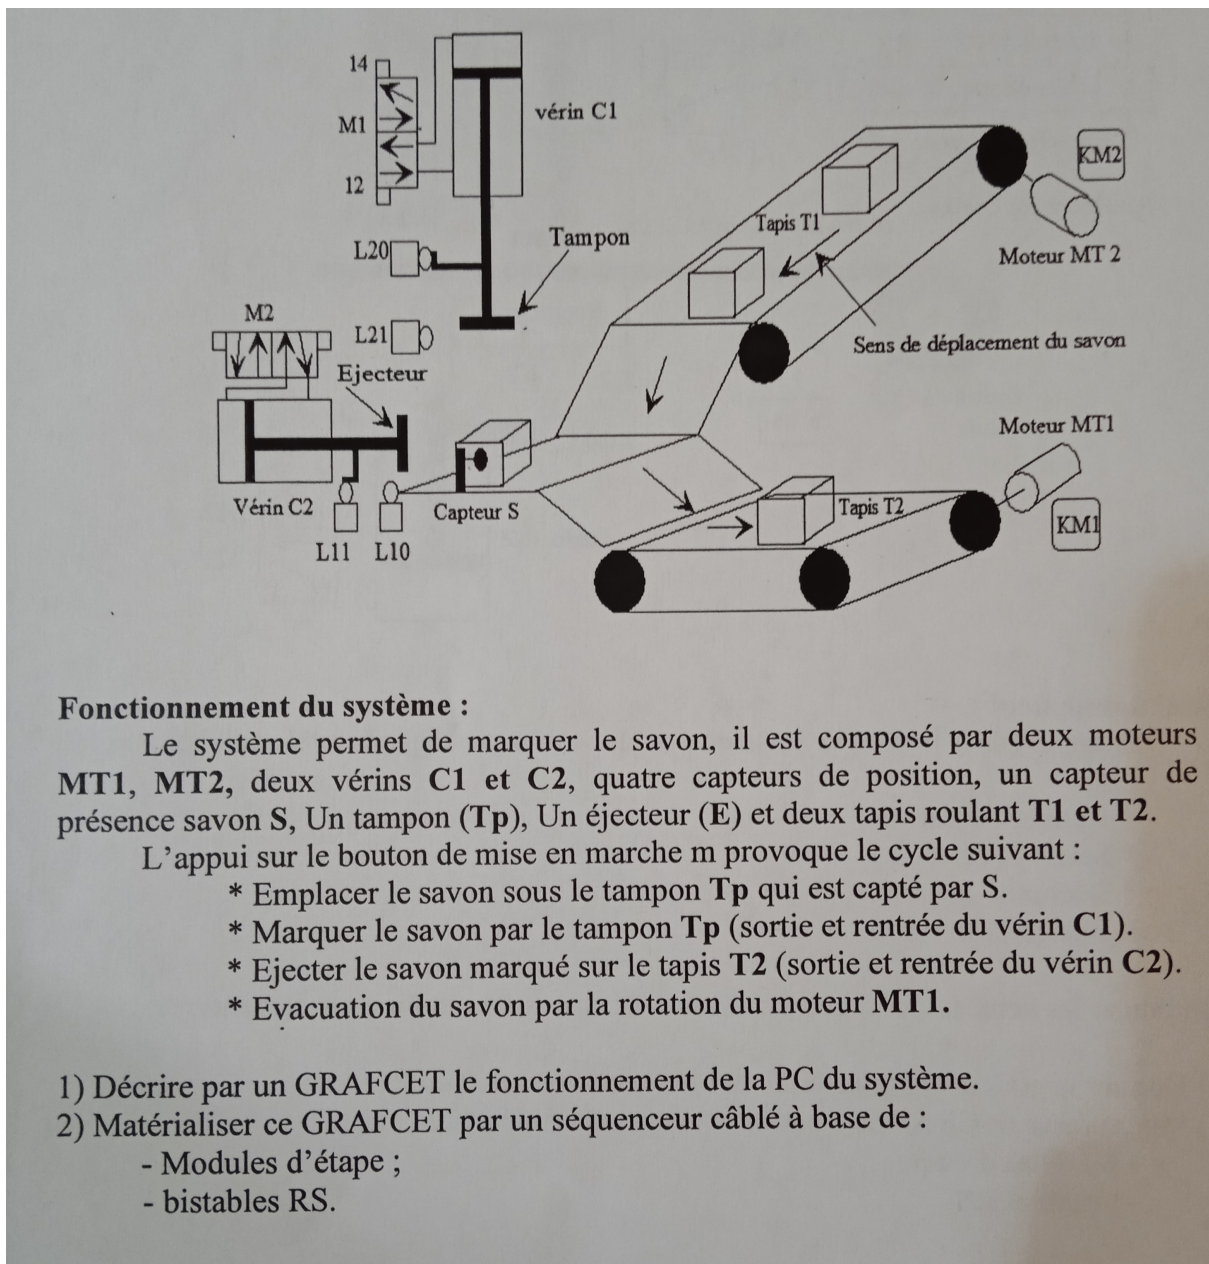 14
M1
12
vérin C1
KM2
L20
Tampon
Tapis T1
Moteur MT 2
M2
L21
Ejecteur
Sens de déplacement du savon
Moteur MT1
Vérin C2
Capteur S
Tapis T2
KM1
L11 L10
Fonctionnement du système :
Le système permet de marquer le savon, il est composé par deux moteurs
MT1, MT2, deux vérins C1 et C2, quatre capteurs de position, un capteur de
présence savon S, Un tampon (Tp), Un éjecteur (E) et deux tapis roulant T1 et T2.
L'appui sur le bouton de mise en marche m provoque le cycle suivant :
* Emplacer le savon sous le tampon Tp qui est capté par S.
* Marquer le savon par le tampon Tp (sortie et rentrée du vérin C1).
* Ejecter le savon marqué sur le tapis T2 (sortie et rentrée du vérin C2).
* Evacuation du savon par la rotation du moteur MT1.
1) Décrire par un GRAFCET le fonctionnement de la PC du système.
2) Matérialiser ce GRAFCET par un séquenceur câblé à base de :
- Modules d'étape ;
- bistables RS.